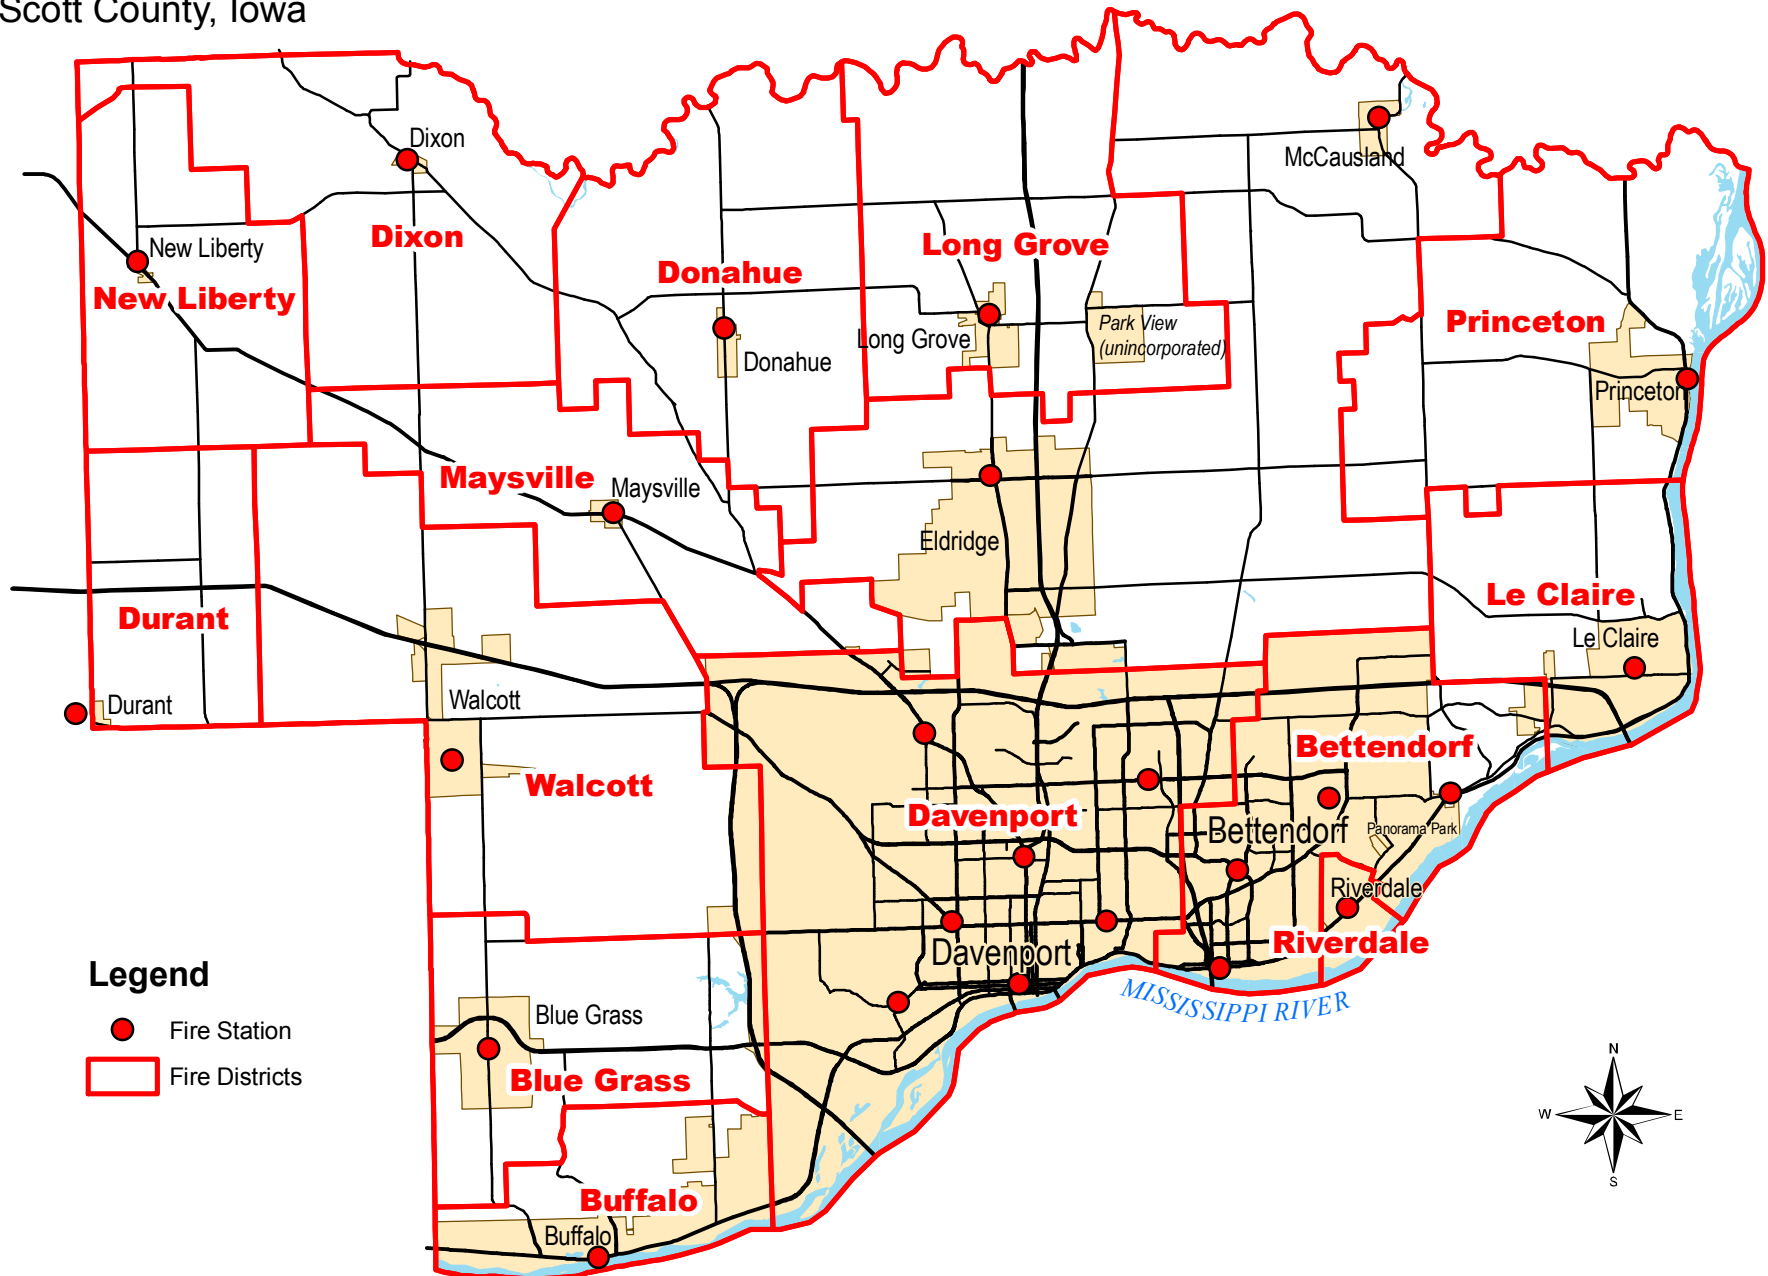 Scott County, Iowa
Dixon
McCausland
New Liberty
Dixon
Long Grove
Donahue
New Liberty
Princeton
Park View
(unincorporated)
Long Grove
Donahue
Princeton
Maysville
Maysville
Eldridge
Le Claire
Durant
Le Claire
Walcott
Durant
Bettendorf
Walcott
Davenport
Bettendorf
Panorama Park
Riverdale
Riverdale
Davenport
MISSISSIPPI RIVER
Legend
Fire Station
Fire Districts
Blue Grass
Blue Grass
Buffalo
Buffalo
N
W
E
S